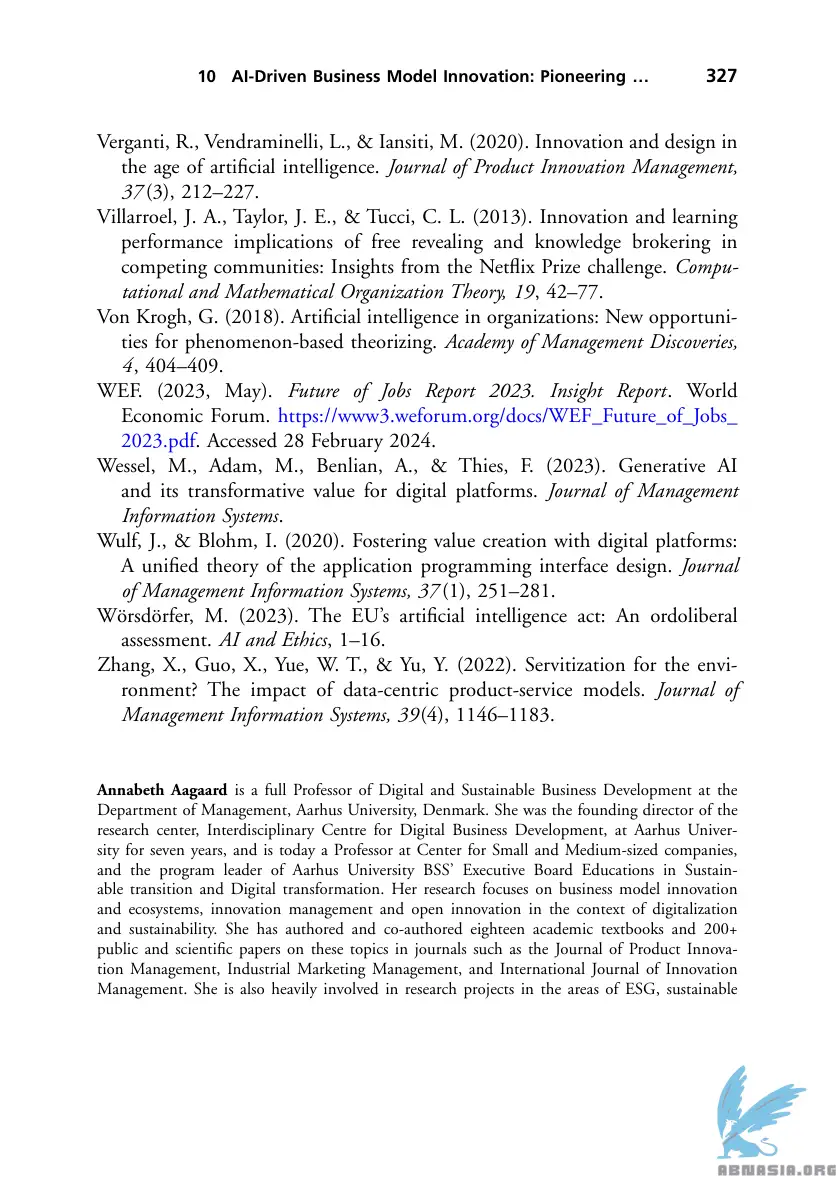 10 AI-Driven Business Model Innovation: Pioneering … 327
Verganti, R., Vendraminelli, L., & Iansiti, M. (2020). Innovation and design in
the age of artificial intelligence. Journal of Product Innovation Management,
37(3), 212–227.
Villarroel, J. A., Taylor, J. E., & Tucci, C. L. (2013). Innovation and learning
performance implications of free revealing and knowledge brokering in
competing communities: Insights from the Netflix Prize challenge. Compu-
tational and Mathematical Organization Theory, 19, 42–77.
Von Krogh, G. (2018). Artificial intelligence in organizations: New opportuni-
ties for phenomenon-based theorizing. Academy of Management Discoveries,
4, 404–409.
WEF. (2023, May). Future of Jobs Report 2023. Insight Report. World
Economic Forum. https://www3.weforum.org/docs/WEF_Future_of_Jobs_
2023.pdf. Accessed 28 February 2024.
Wessel, M., Adam, M., Benlian, A., & Thies, F. (2023). Generative AI
and its transformative value for digital platforms. Journal of Management
Information Systems.
Wulf, J., & Blohm, I. (2020). Fostering value creation with digital platforms:
A unified theory of the application programming interface design. Journal
of Management Information Systems, 37(1), 251–281.
Wörsdörfer, M. (2023). The EU’s artificial intelligence act: An ordoliberal
assessment. AI and Ethics, 1–16.
Zhang, X., Guo, X., Yue, W. T., & Yu, Y. (2022). Servitization for the envi-
ronment? The impact of data-centric product-service models. Journal of
Management Information Systems, 39(4), 1146–1183.
Annabeth Aagaard is a full Professor of Digital and Sustainable Business Development at the
Department of Management, Aarhus University, Denmark. She was the founding director of the
research center, Interdisciplinary Centre for Digital Business Development, at Aarhus Univer-
sity for seven years, and is today a Professor at Center for Small and Medium-sized companies,
and the program leader of Aarhus University BSS’ Executive Board Educations in Sustain-
able transition and Digital transformation. Her research focuses on business model innovation
and ecosystems, innovation management and open innovation in the context of digitalization
and sustainability. She has authored and co-authored eighteen academic textbooks and 200+
public and scientific papers on these topics in journals such as the Journal of Product Innova-
tion Management, Industrial Marketing Management, and International Journal of Innovation
Management. She is also heavily involved in research projects in the areas of ESG, sustainable
ABNASIA.ORG